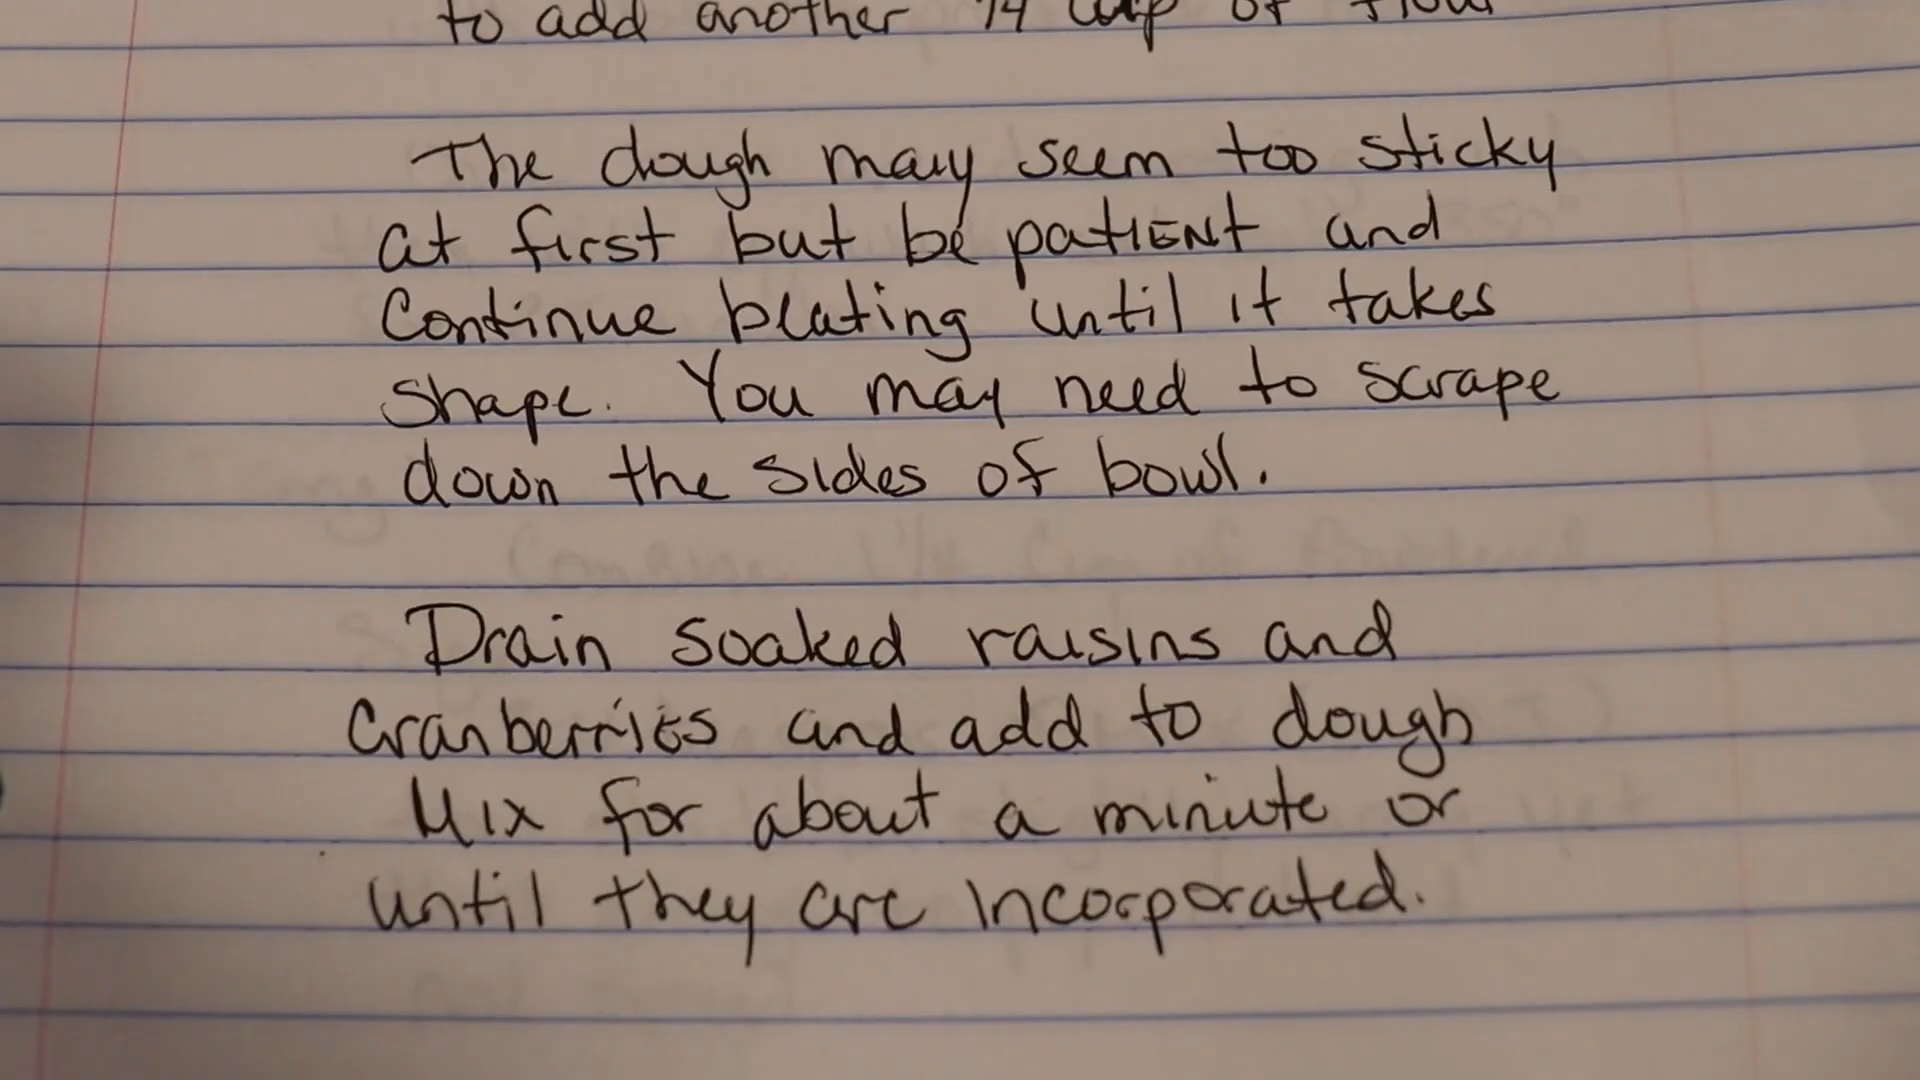 to add another 1/4 cup of flour
The dough may seem too sticky
at first but be patient and
Continue beating until it takes
shape. You may need to scrape
down the sides of bowl.
Drain soaked raisins and
Cranberries and add to dough
Mix for about a minute or
until they are incorporated.